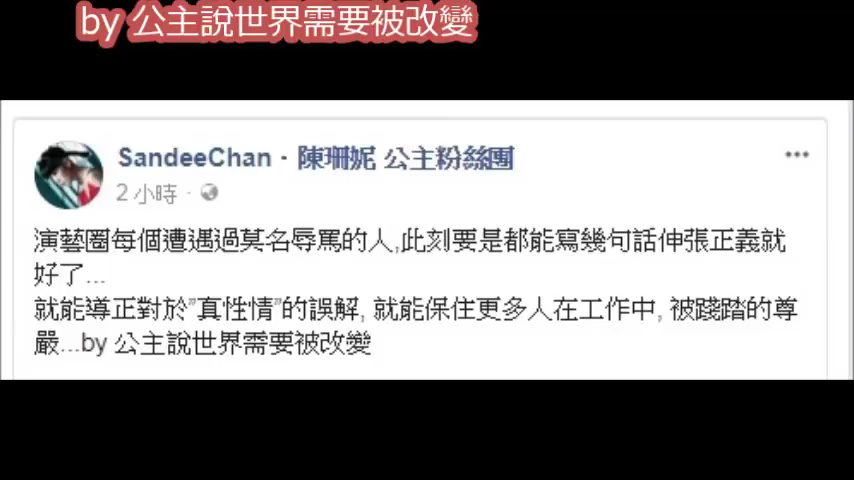 by 公主說世界需要被改變
SandeeChan · 陳珊妮 公主粉絲團
2 小時 ·
演藝圈每個遭遇過莫名辱罵的人,此刻要是都能寫幾句話伸張正義就
好了...
就能導正對於”真性情”的誤解, 就能保住更多人在工作中, 被踐踏的尊
嚴...by 公主說世界需要被改變